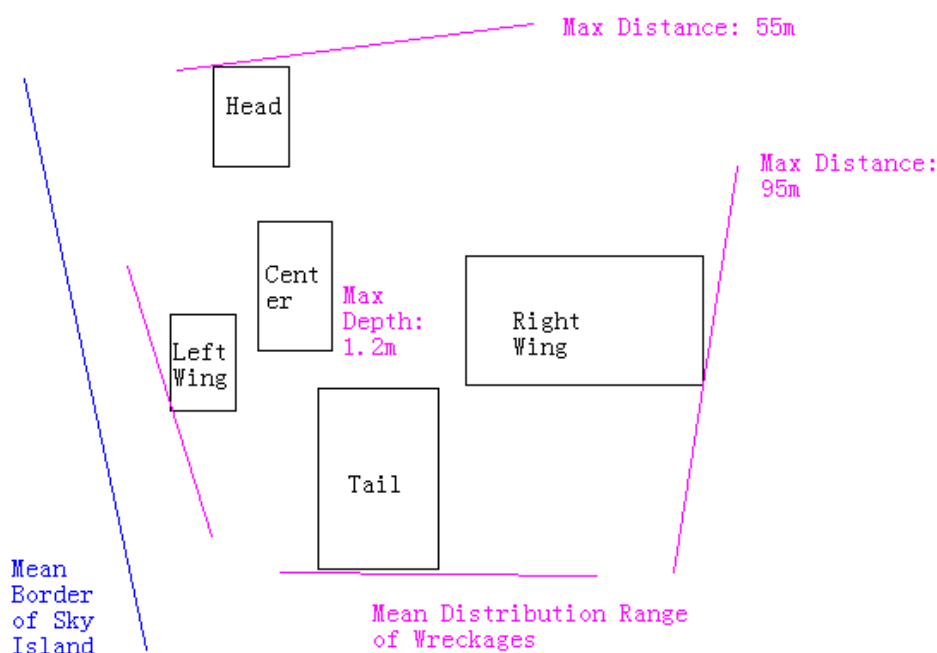 Max Distance: 55m
Head
Max Distance:
95m
Cent
er
Max
Depth:
1.2m
Right
Wing
Left
Wing
Tail
Mean
Border
of Sky
Island
Mean Distribution Range
of Wreckages